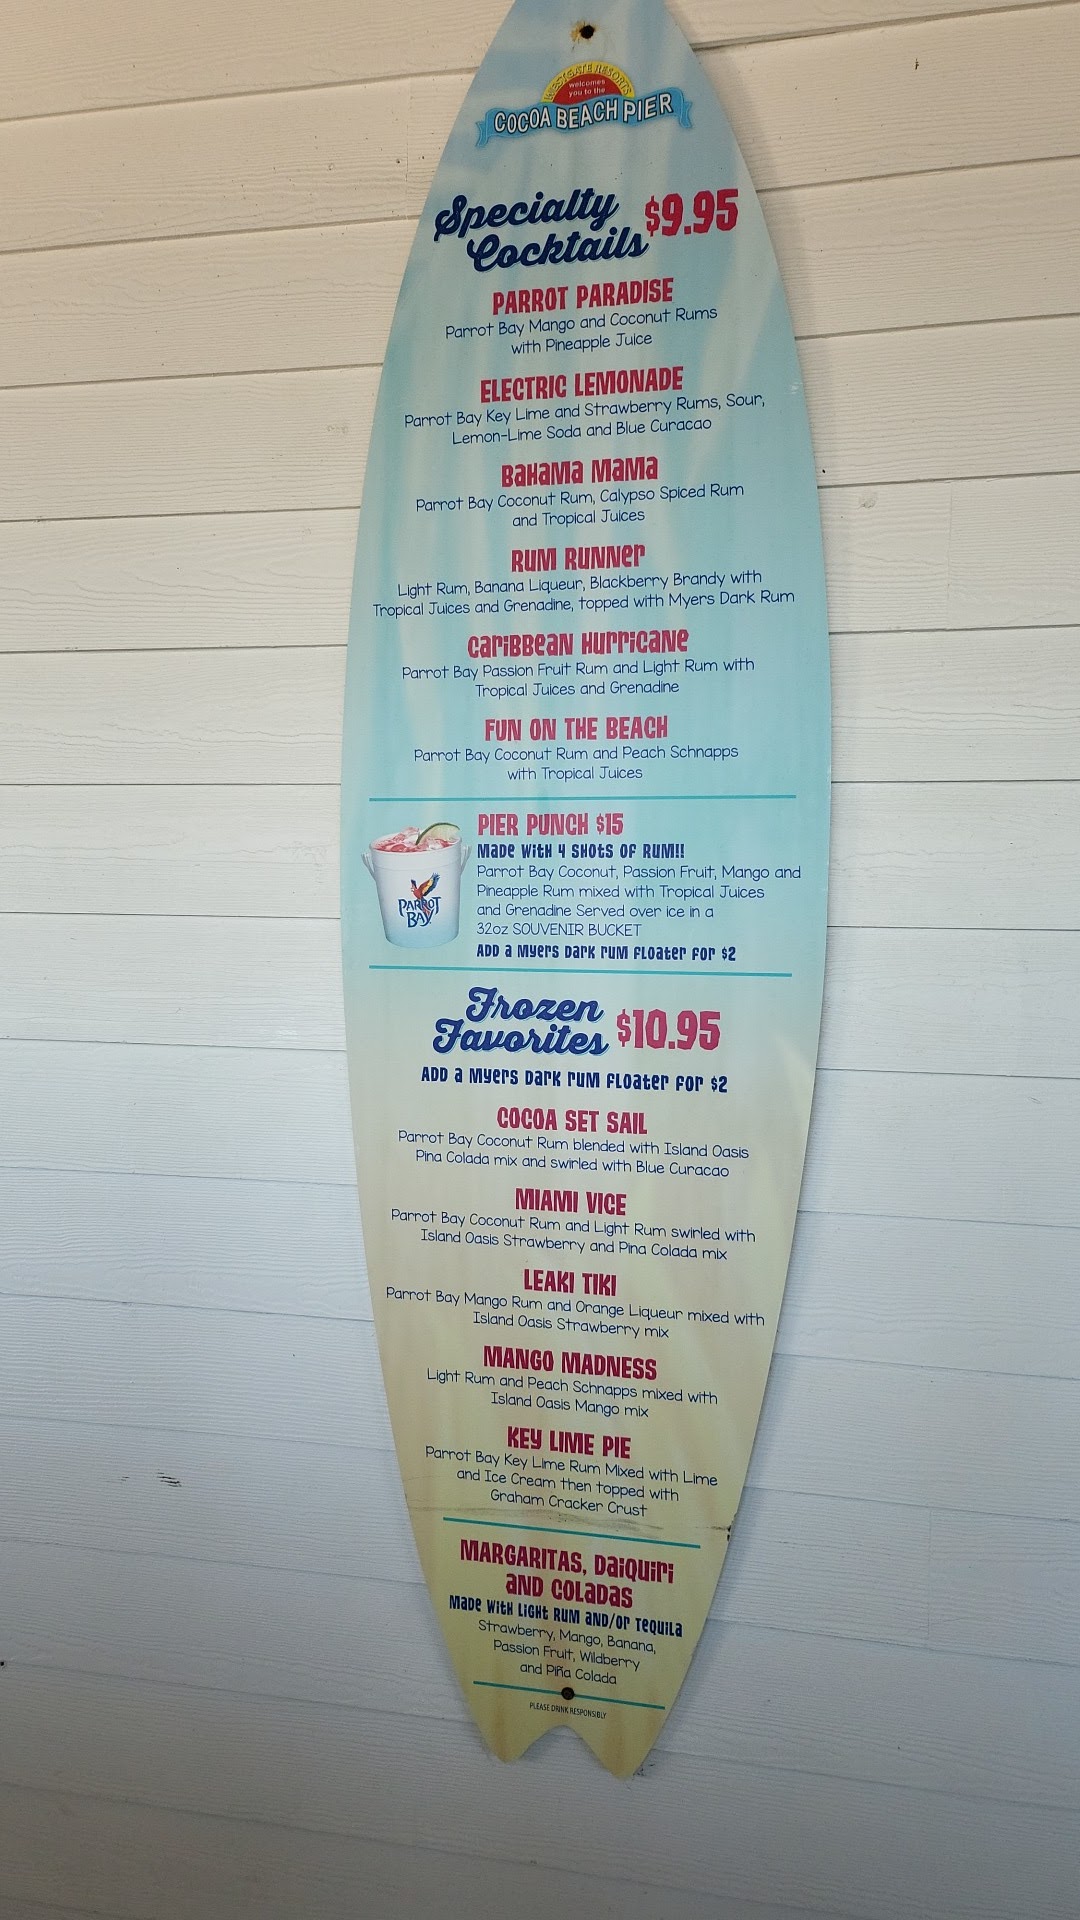 WESTGATE RESORTS
welcomes
you to the
COCOA BEACH PIER
Specialty
Cocktails $9.95
PARROT PARADISE
Parrot Bay Mango and Coconut Rums
with Pineapple Juice
ELECTRIC LEMONADE
Parrot Bay Key Lime and Strawberry Rums, Sour,
Lemon-Lime Soda and Blue Curacao
BAHAMA MAMA
Parrot Bay Coconut Rum, Calypso Spiced Rum
and Tropical Juices
RUM RUNNER
Light Rum, Banana Liqueur, Blackberry Brandy with
Tropical Juices and Grenadine, topped with Myers Dark Rum
CARIBBEAN HURRICANE
Parrot Bay Passion Fruit Rum and Light Rum with
Tropical Juices and Grenadine
FUN ON THE BEACH
Parrot Bay Coconut Rum and Peach Schnapps
with Tropical Juices
PARROT
BAY
PIER PUNCH $15
MADE WITH 4 SHOTS OF RUM!!
Parrot Bay Coconut, Passion Fruit, Mango and
Pineapple Rum mixed with Tropical Juices
and Grenadine Served over ice in a
32oz SOUVENIR BUCKET
ADD A MYERS DARK RUM FLOATER FOR $2
Frozen
Favorites $10.95
ADD A MYERS DARK RUM FLOATER FOR $2
COCOA SET SAIL
Parrot Bay Coconut Rum blended with Island Oasis
Pina Colada mix and swirled with Blue Curacao
MIAMI VICE
Parrot Bay Coconut Rum and Light Rum swirled with
Island Oasis Strawberry and Pina Colada mix
LEAKI TIKI
Parrot Bay Mango Rum and Orange Liqueur mixed with
Island Oasis Strawberry mix
MANGO MADNESS
Light Rum and Peach Schnapps mixed with
Island Oasis Mango mix
KEY LIME PIE
Parrot Bay Key Lime Rum Mixed with Lime
and Ice Cream then topped with
Graham Cracker Crust
MARGARITAS, DAIQUIRI
AND COLADAS
MADE WITH LIGHT RUM AND/OR TEQUILA
Strawberry, Mango, Banana,
Passion Fruit, Wildberry
and Piña Colada
PLEASE DRINK RESPONSIBLY